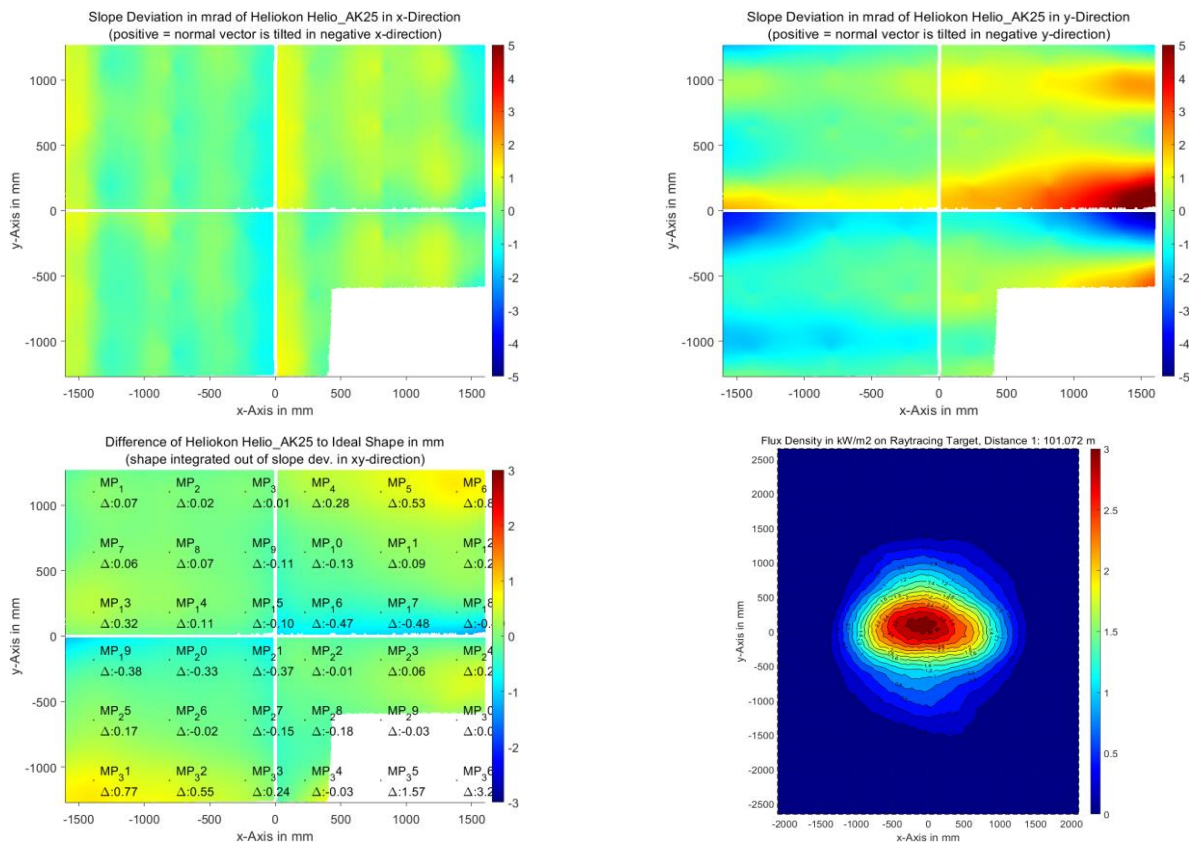 Slope Deviation in mrad of Heliokon Helio_AK25 in x-Direction
(positive = normal vector is tilted in negative x-direction)
1000
500
0
-500
-1000
y-Axis in mm
-1500 -1000 -500 0 500 1000 1500
x-Axis in mm
5
4
3
2
1
0
-1
-2
-3
-4
-5
Slope Deviation in mrad of Heliokon Helio_AK25 in y-Direction
(positive = normal vector is tilted in negative y-direction)
1000
500
0
-500
-1000
y-Axis in mm
-1500 -1000 -500 0 500 1000 1500
x-Axis in mm
5
4
3
2
1
0
-1
-2
-3
-4
-5
Difference of Heliokon Helio_AK25 to Ideal Shape in mm
(shape integrated out of slope dev. in xy-direction)
1000
500
0
-500
-1000
y-Axis in mm
MP₁ MP₂ MP₃ MP₄ MP₅ MP₆
Δ:0.07 Δ:0.02 Δ:0.01 Δ:0.28 Δ:0.53 Δ:0.8
MP₇ MP₈ MP₉ MP₁0 MP₁1 MP₁2
Δ:0.06 Δ:0.07 Δ:-0.11 Δ:-0.13 Δ:0.09 Δ:0.2
MP₁3 MP₁4 MP₁5 MP₁6 MP₁7 MP₁8
Δ:0.32 Δ:0.11 Δ:-0.10 Δ:-0.47 Δ:-0.48 Δ:-0.
MP₁9 MP₂0 MP₂1 MP₂2 MP₂3 MP₂4
Δ:-0.38 Δ:-0.33 Δ:-0.37 Δ:-0.01 Δ:0.06 Δ:0.2
MP₂5 MP₂6 MP₂7 MP₂8 MP₂9 MP₃0
Δ:0.17 Δ:-0.02 Δ:-0.15 Δ:-0.18 Δ:-0.03 Δ:0.0
MP₃1 MP₃2 MP₃3 MP₃4 MP₃5 MP₃6
Δ:0.77 Δ:0.55 Δ:0.24 Δ:-0.03 Δ:1.57 Δ:3.2
-1500 -1000 -500 0 500 1000 1500
x-Axis in mm
3
2
1
0
-1
-2
-3
Flux Density in kW/m2 on Raytracing Target, Distance 1: 101.072 m
2500
2000
1500
1000
500
0
-500
-1000
-1500
-2000
-2500
y-Axis in mm
-2000 -1500 -1000 -500 0 500 1000 1500 2000
x-Axis in mm
3
2.5
2
1.5
1
0.5
0